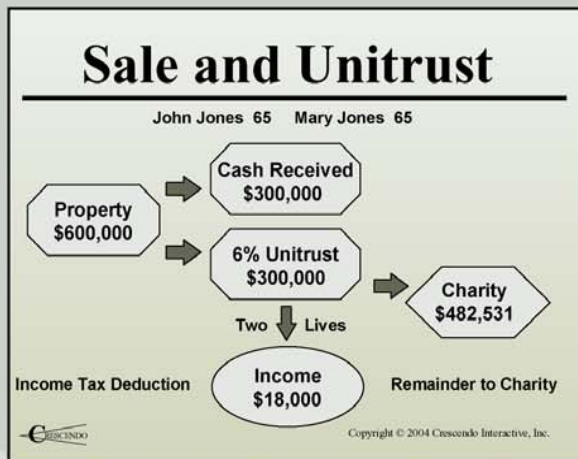 Sale and Unitrust
John Jones 65 Mary Jones 65
Cash Received
$300,000
Property
$600,000
6% Unitrust
$300,000
Charity
$482,531
Two Lives
Income
$18,000
Income Tax Deduction
Remainder to Charity
CRESCENDO
Copyright © 2004 Crescendo Interactive, Inc.